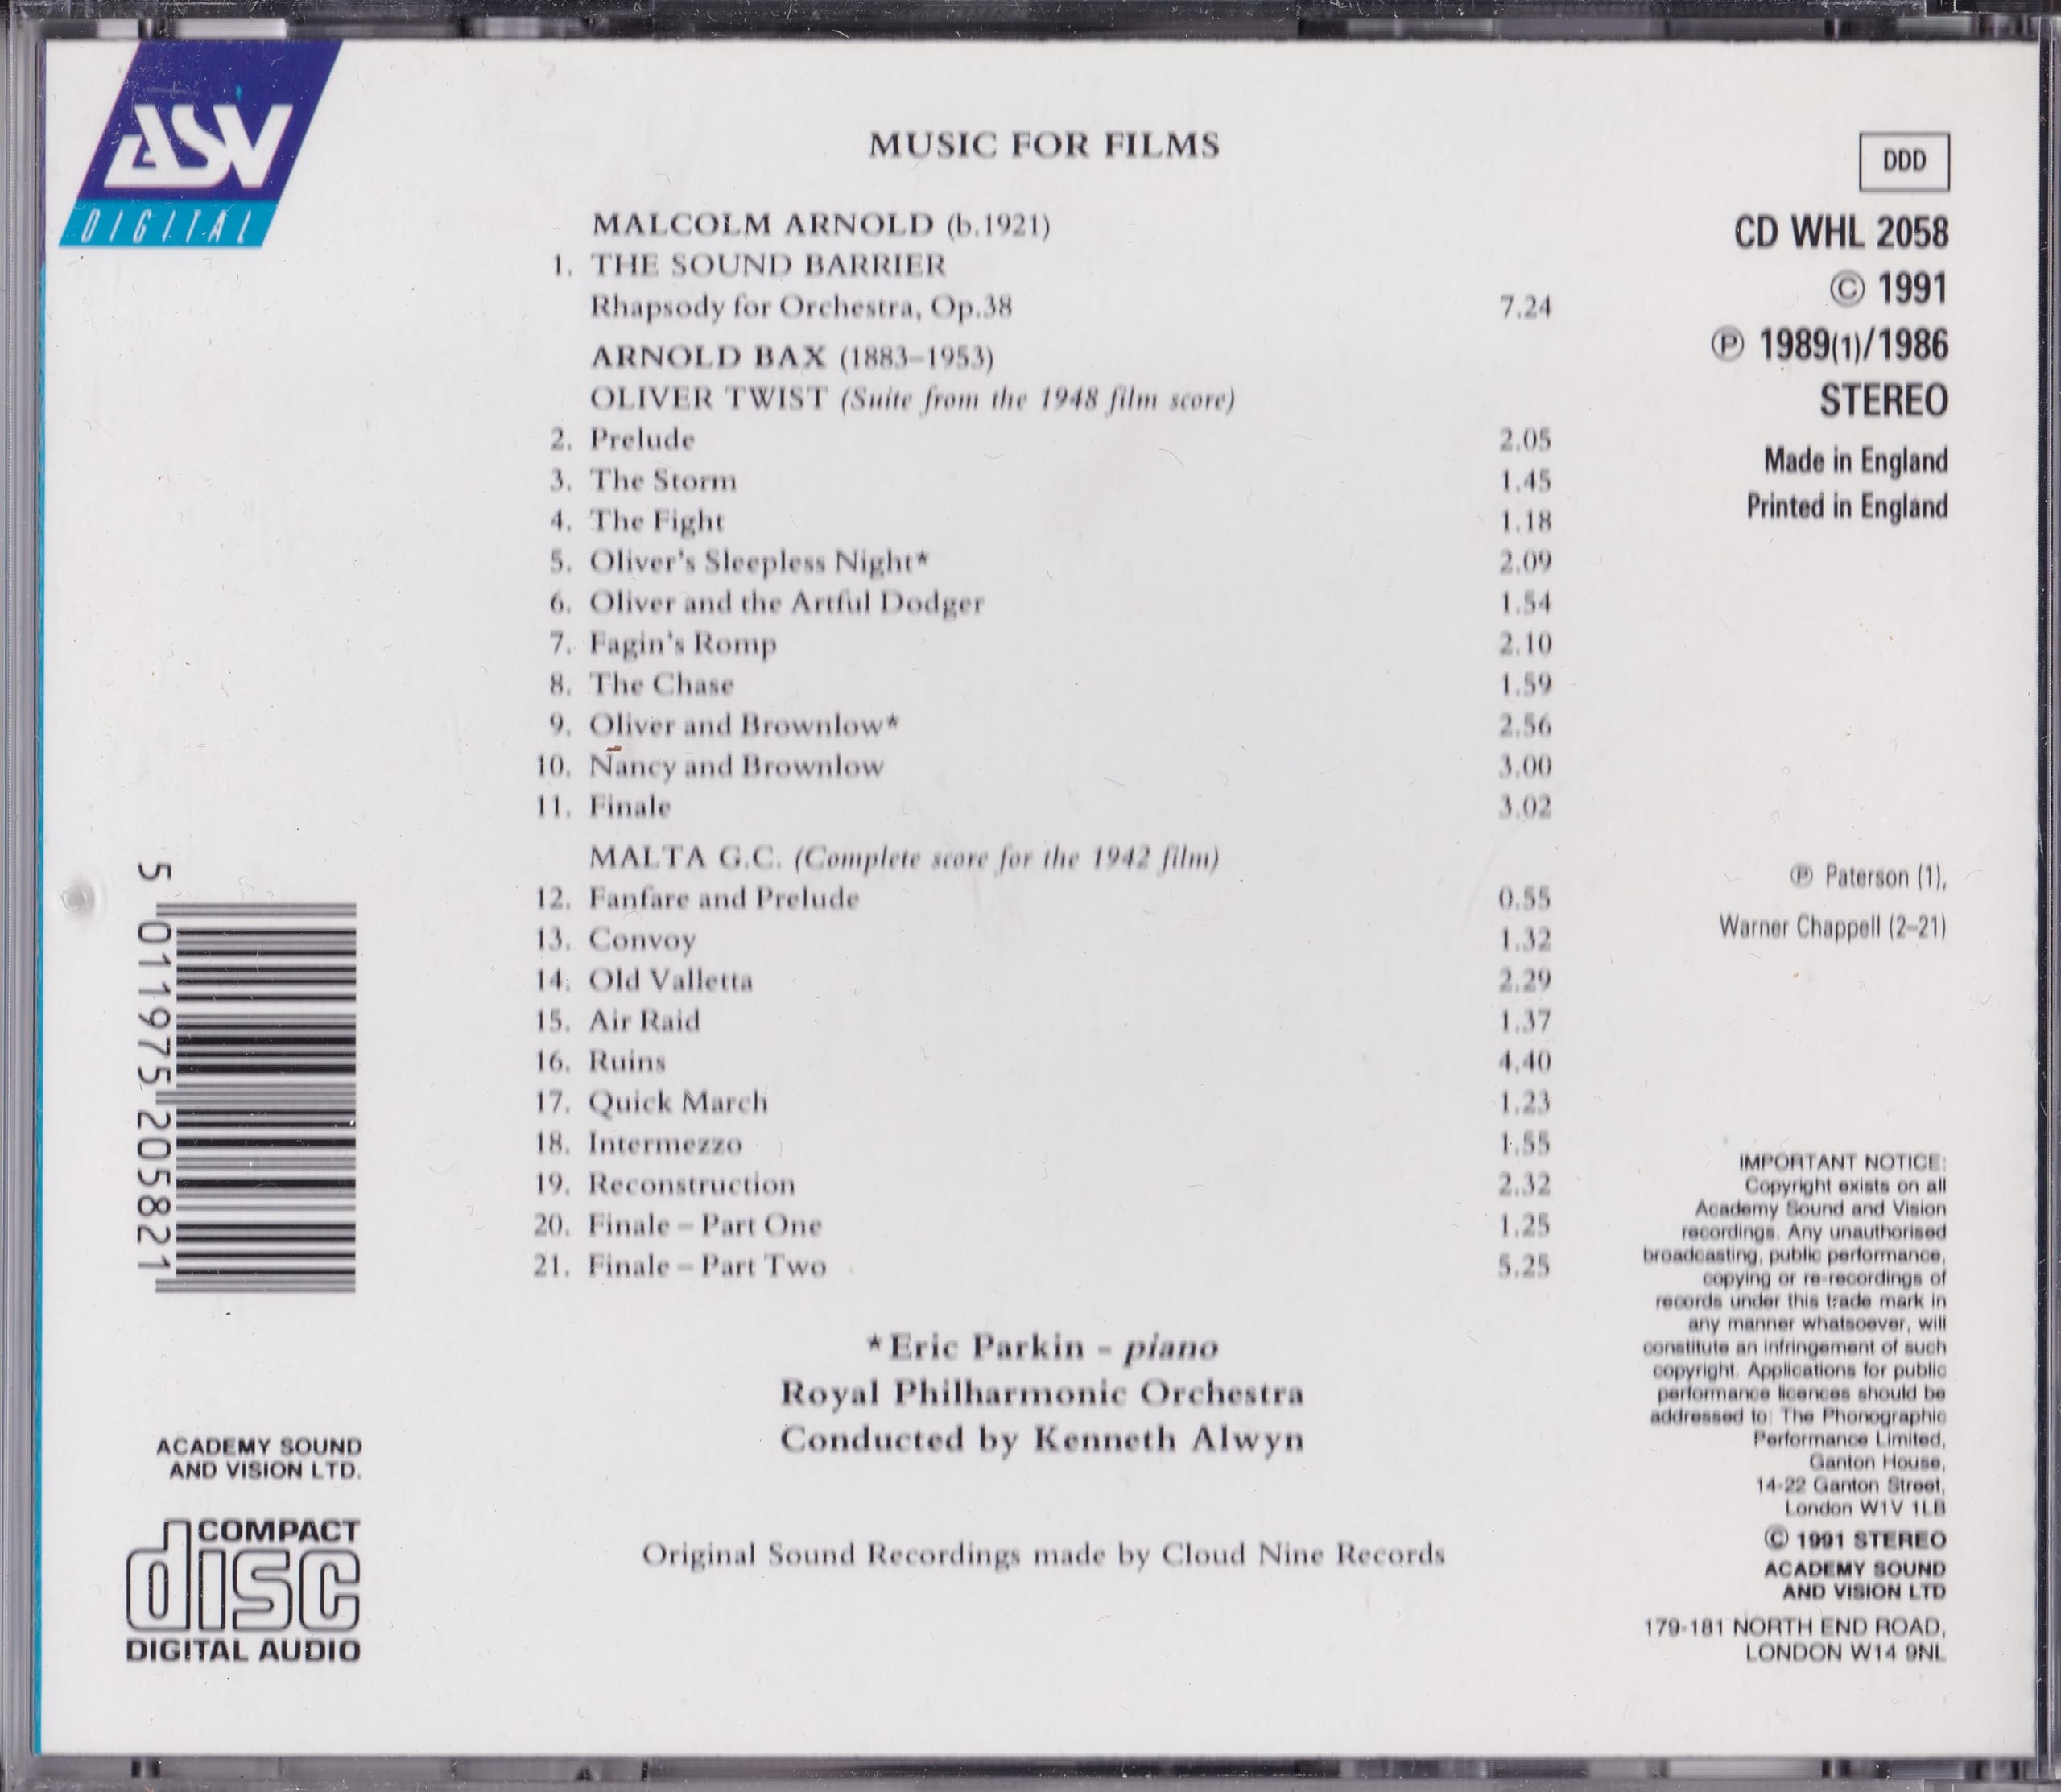 ASV
DIGITAL
MUSIC FOR FILMS
MALCOLM ARNOLD (b.1921)
1. THE SOUND BARRIER
Rhapsody for Orchestra, Op.38 7.24
ARNOLD BAX (1883–1953)
OLIVER TWIST (Suite from the 1948 film score)
2. Prelude 2.05
3. The Storm 1.45
4. The Fight 1.18
5. Oliver's Sleepless Night* 2.09
6. Oliver and the Artful Dodger 1.54
7. Fagin's Romp 2.10
8. The Chase 1.59
9. Oliver and Brownlow* 2.56
10. Nancy and Brownlow 3.00
11. Finale 3.02
MALTA G.C. (Complete score for the 1942 film)
12. Fanfare and Prelude 0.55
13. Convoy 1.32
14. Old Valletta 2.29
15. Air Raid 1.37
16. Ruins 4.40
17. Quick March 1.23
18. Intermezzo 1.55
19. Reconstruction 2.32
20. Finale – Part One 1.25
21. Finale – Part Two 5.25
*Eric Parkin - piano
Royal Philharmonic Orchestra
Conducted by Kenneth Alwyn
Original Sound Recordings made by Cloud Nine Records
DDD
CD WHL 2058
© 1991
℗ 1989(1)/1986
STEREO
Made in England
Printed in England
℗ Paterson (1),
Warner Chappell (2–21)
IMPORTANT NOTICE:
Copyright exists on all
Academy Sound and Vision
recordings. Any unauthorised
broadcasting, public performance,
copying or re-recordings of
records under this trade mark in
any manner whatsoever, will
constitute an infringement of such
copyright. Applications for public
performance licences should be
addressed to: The Phonographic
Performance Limited,
Ganton House,
14-22 Ganton Street,
London W1V 1LB
© 1991 STEREO
ACADEMY SOUND
AND VISION LTD
179-181 NORTH END ROAD,
LONDON W14 9NL
5 011975 205821
ACADEMY SOUND
AND VISION LTD.
COMPACT
disc
DIGITAL AUDIO